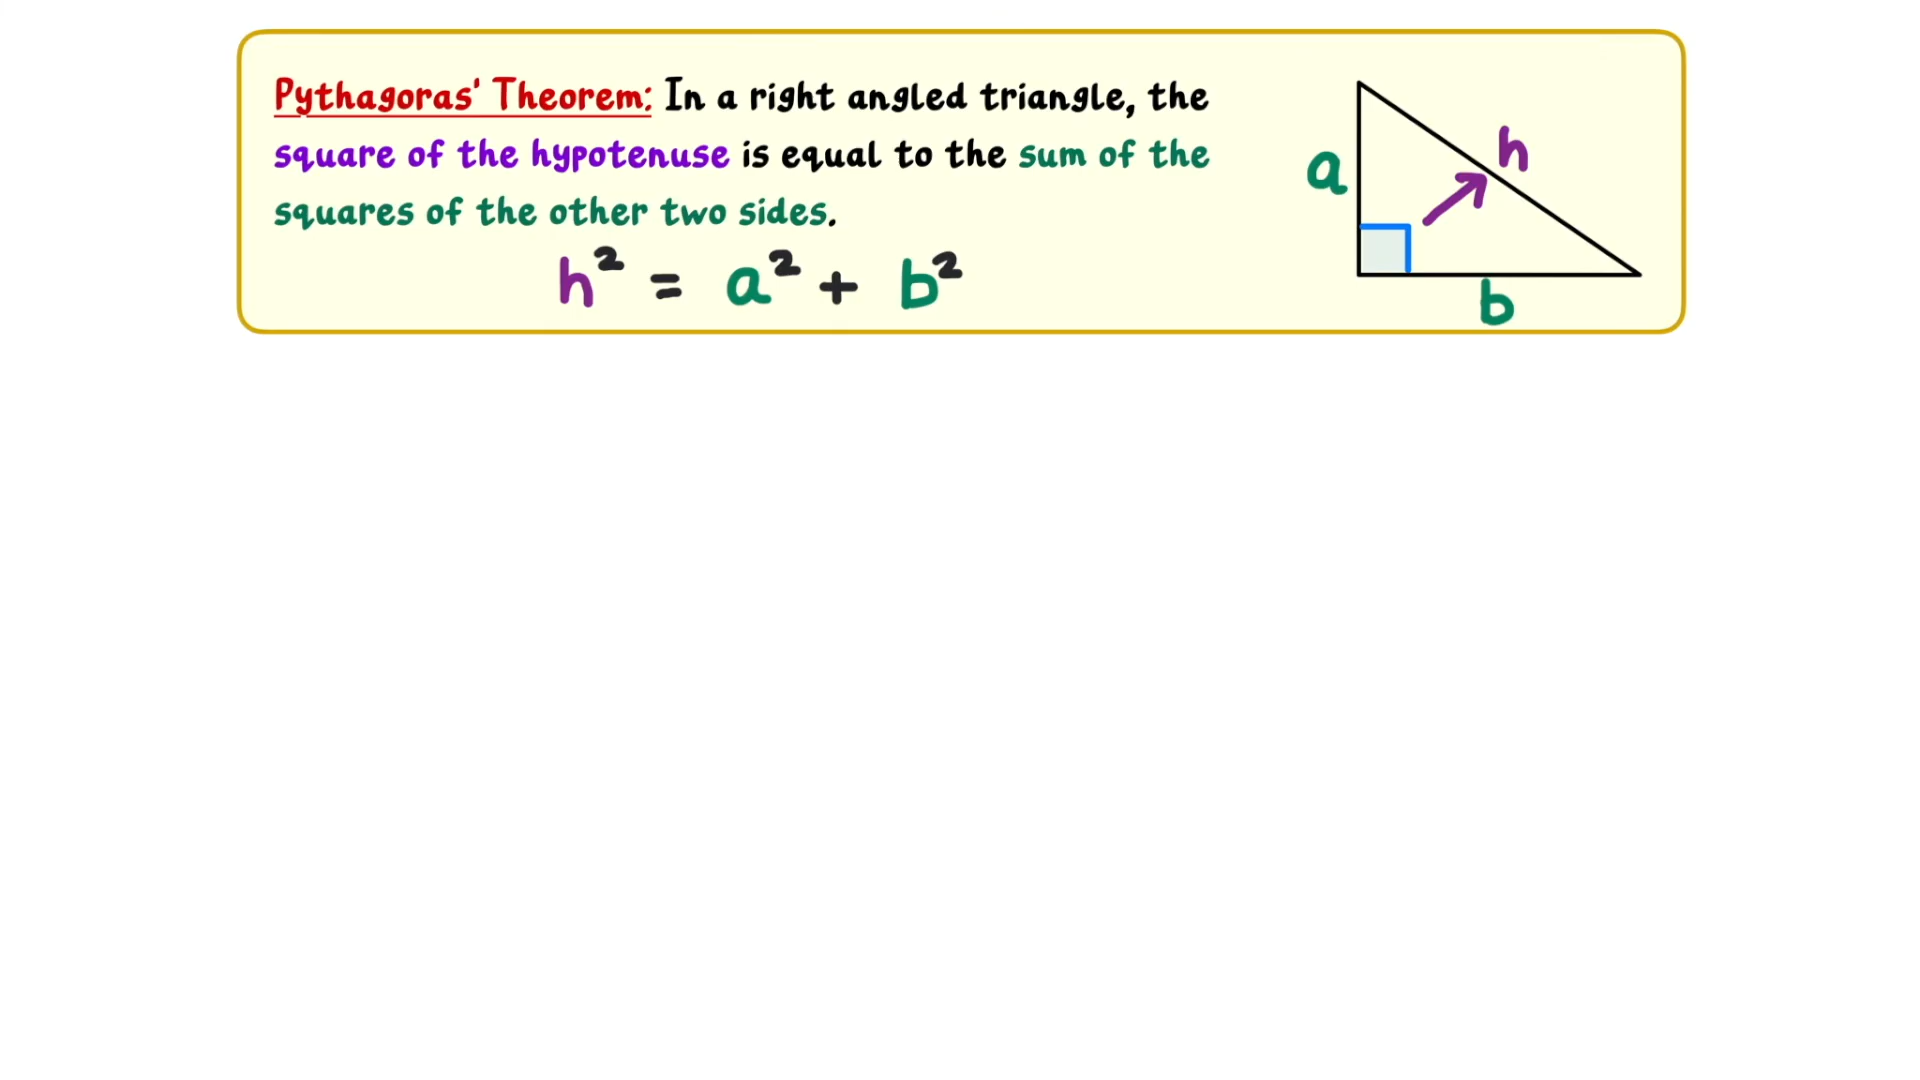 Pythagoras' Theorem: In a right angled triangle, the
square of the hypotenuse is equal to the sum of the
squares of the other two sides.
h² = a² + b²
a
h
b